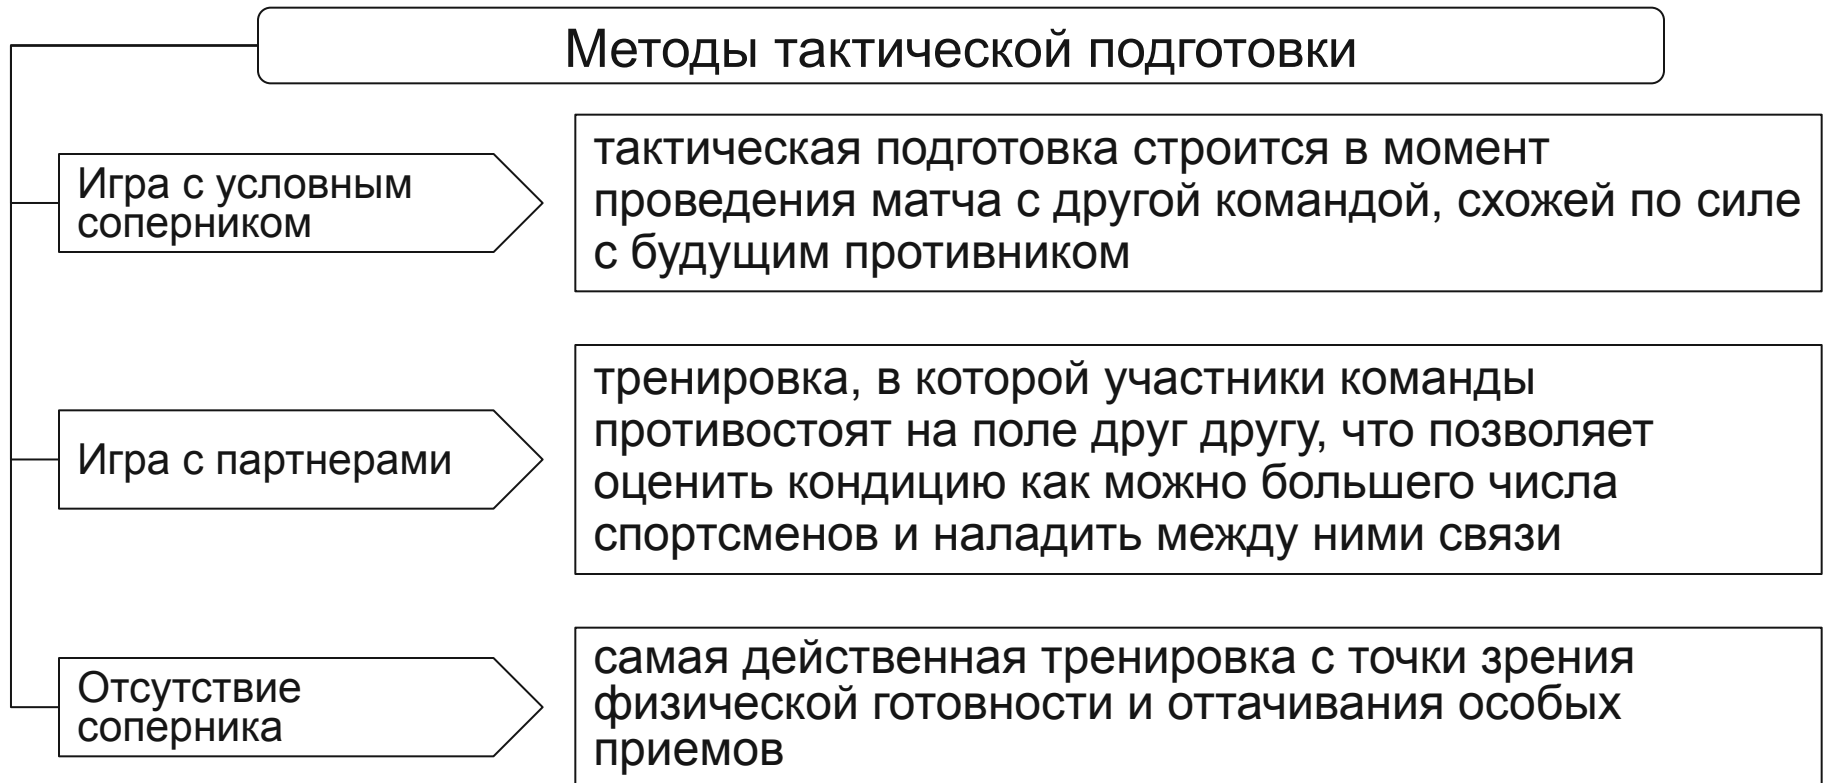 Методы тактической подготовки
Игра с условным
соперником
тактическая подготовка строится в момент
проведения матча с другой командой, схожей по силе
с будущим противником
Игра с партнерами
тренировка, в которой участники команды
противостоят на поле друг другу, что позволяет
оценить кондицию как можно большего числа
спортсменов и наладить между ними связи
Отсутствие
соперника
самая действенная тренировка с точки зрения
физической готовности и оттачивания особых
приемов